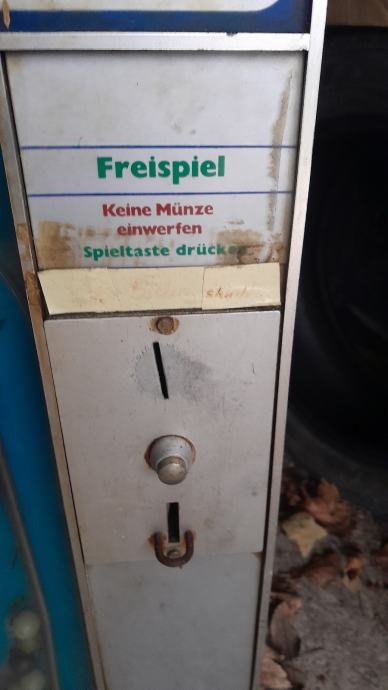 Freispiel
Keine Münze
einwerfen
Spieltaste drücken